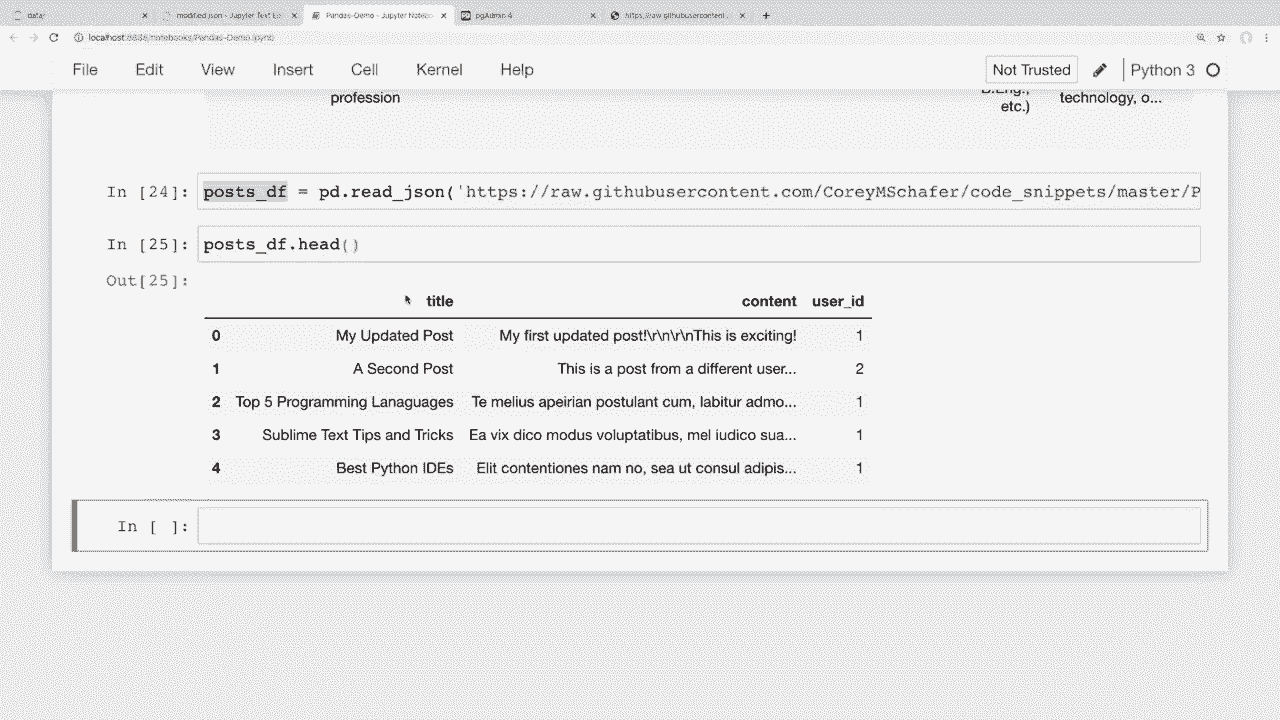 data/
modified.json - Jupyter Text E
Pandas-Demo - Jupyter Notebo
pgAdmin 4
https://raw.githubusercontent
localhost:8888/notebooks/Pandas-Demo.ipynb
File Edit View Insert Cell Kernel Help Not Trusted Python 3
profession B.Eng., technology, o...
etc.)
In [24]: posts_df = pd.read_json('https://raw.githubusercontent.com/CoreyMSchafer/code_snippets/master/P
In [25]: posts_df.head()
Out[25]:
title content user_id
0 My Updated Post My first updated post!\r\n\r\nThis is exciting! 1
1 A Second Post This is a post from a different user... 2
2 Top 5 Programming Lanaguages Te melius apeirian postulant cum, labitur admo... 1
3 Sublime Text Tips and Tricks Ea vix dico modus voluptatibus, mel iudico sua... 1
4 Best Python IDEs Elit contentiones nam no, sea ut consul adipis... 1
In [ ]: